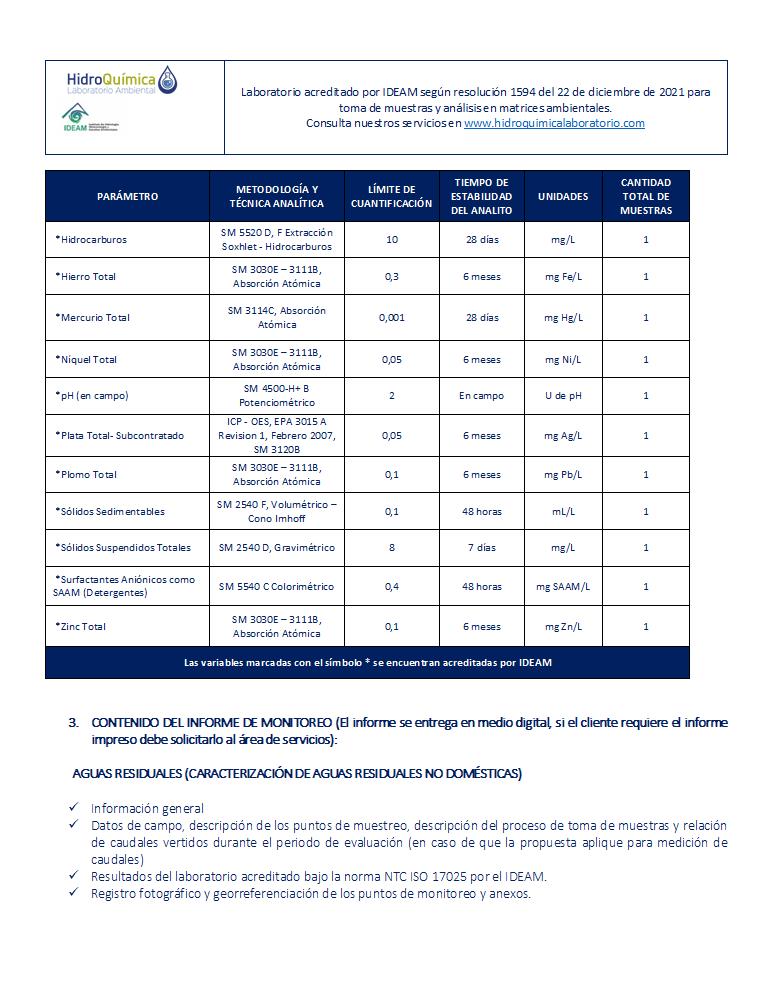 HidroQuímica
Laboratorio Ambiental
IDEAM
Laboratorio acreditado por IDEAM según resolución 1594 del 22 de diciembre de 2021 para
toma de muestras y análisis en matrices ambientales.
Consulta nuestros servicios en www.hidroquimicalaboratorio.com
PARÁMETRO
METODOLOGÍA Y
TÉCNICA ANALÍTICA
LÍMITE DE
CUANTIFICACIÓN
TIEMPO DE
ESTABILIDAD
DEL ANALITO
UNIDADES
CANTIDAD
TOTAL DE
MUESTRAS
*Hidrocarburos
SM 5520 D, F Extracción
Soxhlet - Hidrocarburos
10
28 días
mg/L
1
*Hierro Total
SM 3030E – 3111B,
Absorción Atómica
0,3
6 meses
mg Fe/L
1
*Mercurio Total
SM 3114C, Absorción
Atómica
0,001
28 días
mg Hg/L
1
*Níquel Total
SM 3030E – 3111B,
Absorción Atómica
0,05
6 meses
mg Ni/L
1
*pH (en campo)
SM 4500-H+ B
Potenciométrico
2
En campo
U de pH
1
*Plata Total- Subcontratado
ICP - OES, EPA 3015 A
Revision 1, Febrero 2007,
SM 3120B
0,05
6 meses
mg Ag/L
1
*Plomo Total
SM 3030E – 3111B,
Absorción Atómica
0,1
6 meses
mg Pb/L
1
*Sólidos Sedimentables
SM 2540 F, Volumétrico –
Cono Imhoff
0,1
48 horas
mL/L
1
*Sólidos Suspendidos Totales
SM 2540 D, Gravimétrico
8
7 días
mg/L
1
*Surfactantes Aniónicos como
SAAM (Detergentes)
SM 5540 C Colorimétrico
0,4
48 horas
mg SAAM/L
1
*Zinc Total
SM 3030E – 3111B,
Absorción Atómica
0,1
6 meses
mg Zn/L
1
Las variables marcadas con el símbolo * se encuentran acreditadas por IDEAM
3. CONTENIDO DEL INFORME DE MONITOREO (El informe se entrega en medio digital, si el cliente requiere el informe
impreso debe solicitarlo al área de servicios):
AGUAS RESIDUALES (CARACTERIZACIÓN DE AGUAS RESIDUALES NO DOMÉSTICAS)
✓ Información general
✓ Datos de campo, descripción de los puntos de muestreo, descripción del proceso de toma de muestras y relación
de caudales vertidos durante el periodo de evaluación (en caso de que la propuesta aplique para medición de
caudales)
✓ Resultados del laboratorio acreditado bajo la norma NTC ISO 17025 por el IDEAM.
✓ Registro fotográfico y georreferenciación de los puntos de monitoreo y anexos.